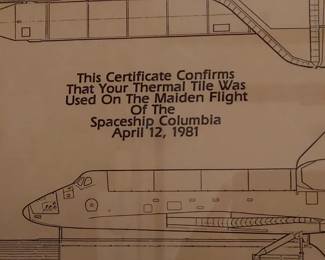 This Certificate Confirms
That Your Thermal Tile Was
Used On The Maiden Flight
Of The
Spaceship Columbia
April 12, 1981